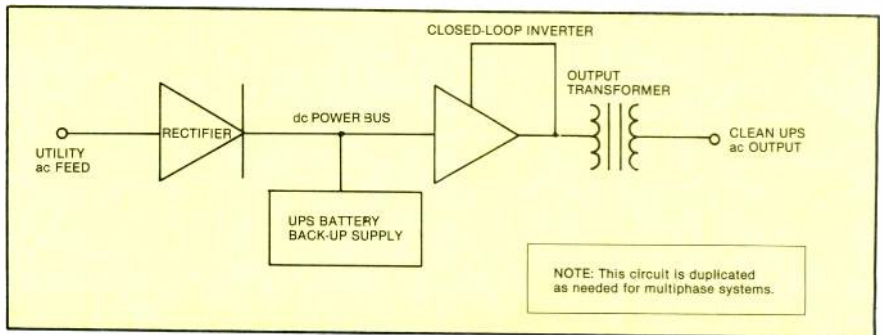 CLOSED-LOOP INVERTER
OUTPUT
TRANSFORMER
RECTIFIER
dc POWER BUS
UTILITY
ac FEED
CLEAN UPS
ac OUTPUT
UPS BATTERY
BACK-UP SUPPLY
NOTE: This circuit is duplicated
as needed for multiphase systems.